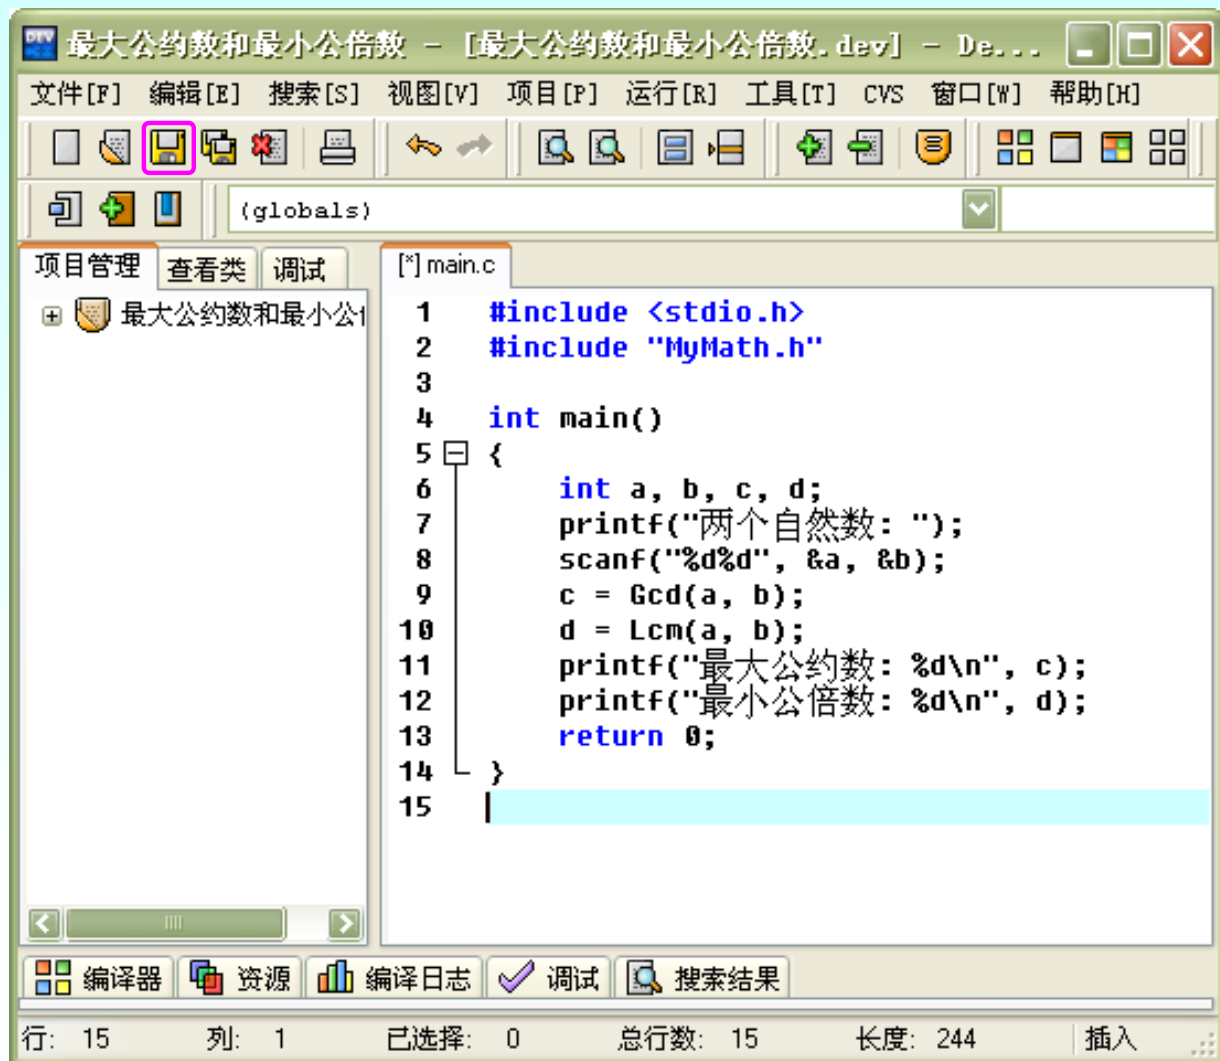 最大公约数和最小公倍数 - [最大公约数和最小公倍数.dev] - De...
文件[F] 编辑[E] 搜索[S] 视图[V] 项目[P] 运行[R] 工具[T] CVS 窗口[W] 帮助[H]
(globals)
项目管理 查看类 调试 [*] main.c
最大公约数和最小公
1 #include <stdio.h>
2 #include "MyMath.h"
3
4 int main()
5 {
6 int a, b, c, d;
7 printf("两个自然数: ");
8 scanf("%d%d", &a, &b);
9 c = Gcd(a, b);
10 d = Lcm(a, b);
11 printf("最大公约数: %d\n", c);
12 printf("最小公倍数: %d\n", d);
13 return 0;
14 }
15
编译器 资源 编译日志 调试 搜索结果
行: 15 列: 1 已选择: 0 总行数: 15 长度: 244 插入